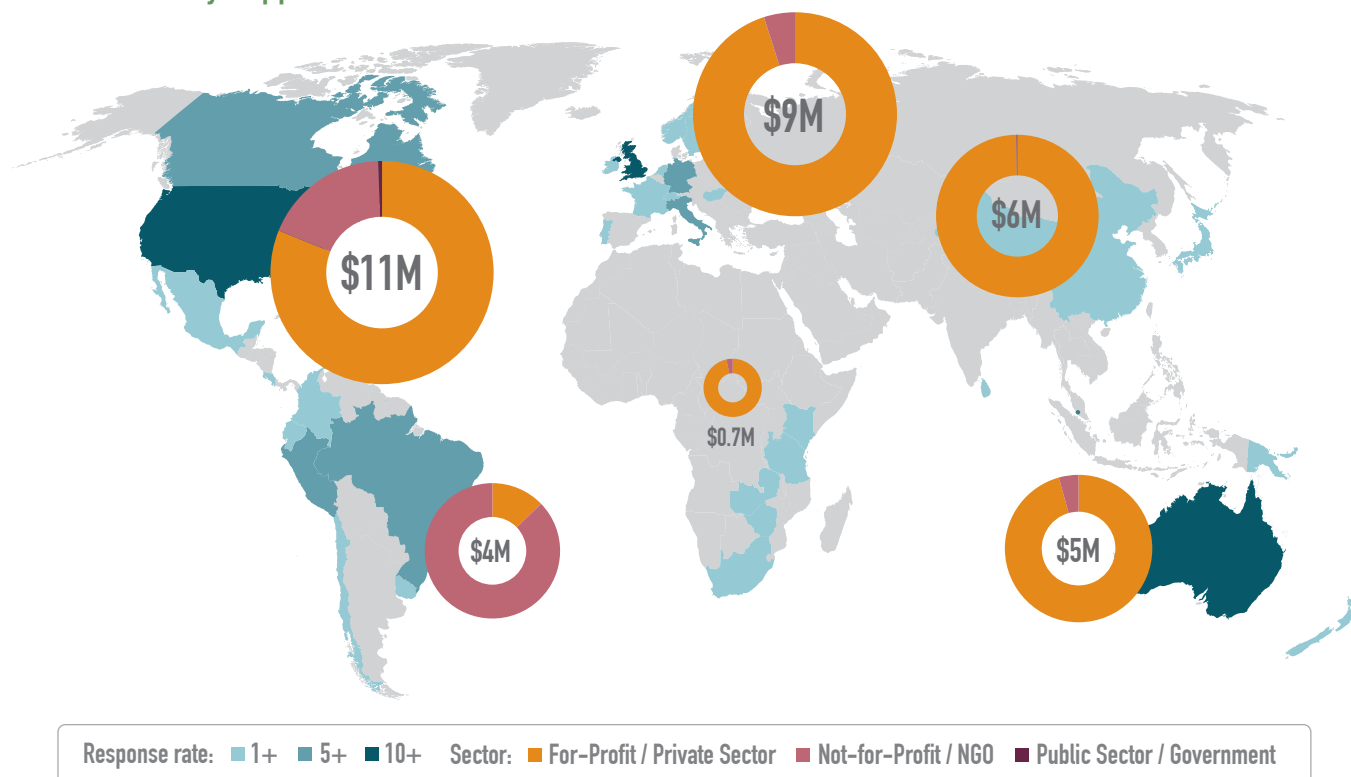 $9M
$6M
$11M
$0.7M
$4M
$5M
Response rate: 1+ 5+ 10+ Sector: For-Profit / Private Sector Not-for-Profit / NGO Public Sector / Government